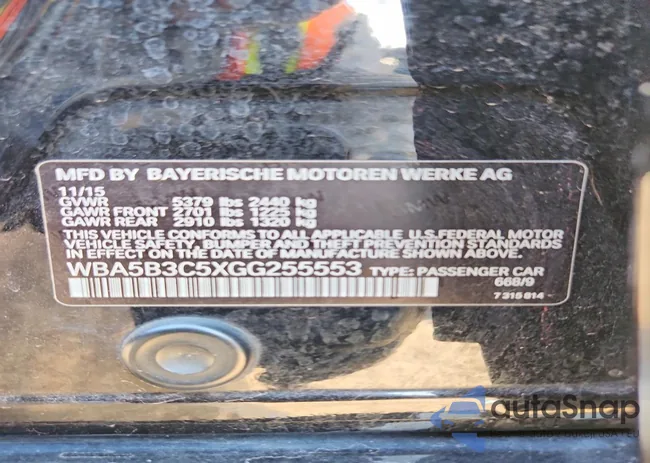 MFD BY BAYERISCHE MOTOREN WERKE AG
11/15
GVWR 5379 lbs 2440 kg
GAWR FRONT 2701 lbs 1225 kg
GAWR REAR 2910 lbs 1320 kg
THIS VEHICLE CONFORMS TO ALL APPLICABLE U.S.FEDERAL MOTOR
VEHICLE SAFETY, BUMPER AND THEFT PREVENTION
STANDARDS IN EFFECT ON THE DATE OF MANUFACTURE SHOWN ABOVE.
WBA5B3C5XGG255553 TYPE: PASSENGER CAR
668/9
7 315 814
autoSnap